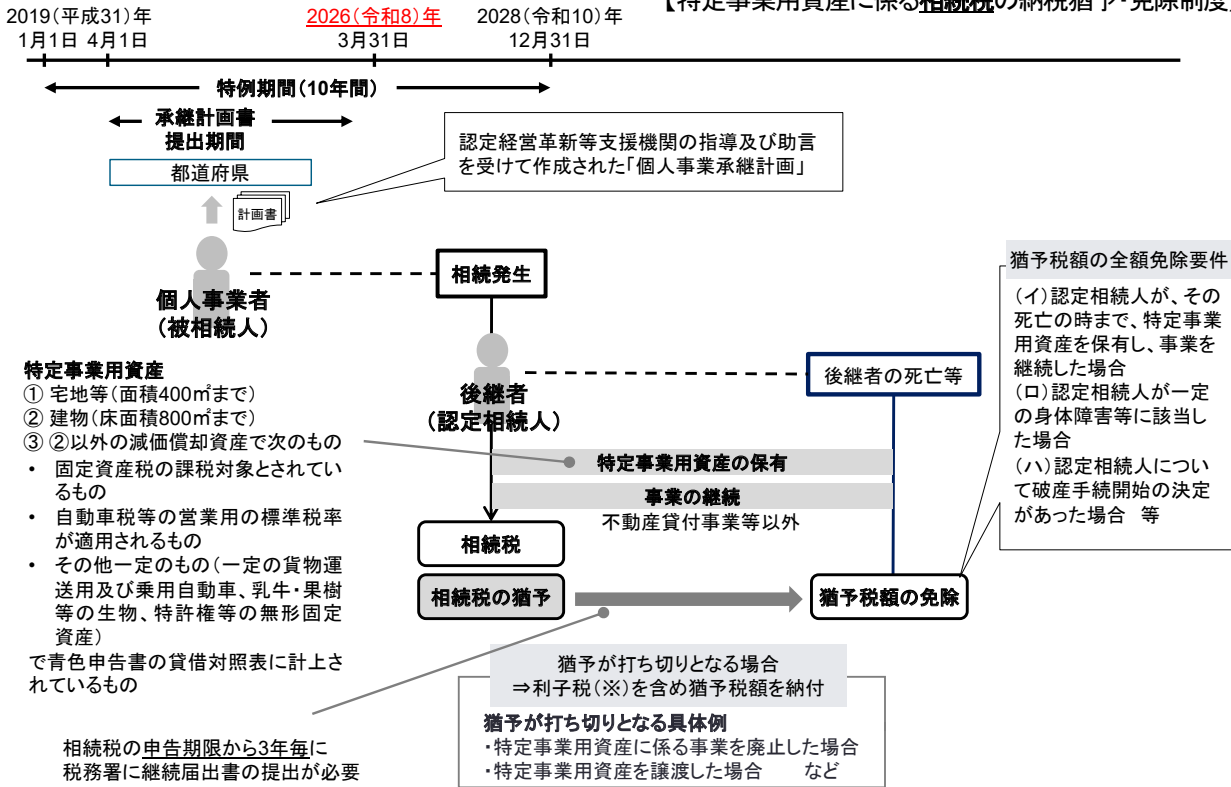 【特定事業用資産に係る相続税の納税猶予・免除制度】
2019(平成31)年
1月1日 4月1日
2026(令和8)年
3月31日
2028(令和10)年
12月31日
特例期間(10年間)
承継計画書
提出期間
都道府県
計画書
認定経営革新等支援機関の指導及び助言
を受けて作成された「個人事業承継計画」
個人事業者
(被相続人)
相続発生
後継者
(認定相続人)
後継者の死亡等
特定事業用資産
① 宅地等(面積400㎡まで)
② 建物(床面積800㎡まで)
③ ②以外の減価償却資産で次のもの
• 固定資産税の課税対象とされてい
るもの
• 自動車税等の営業用の標準税率
が適用されるもの
• その他一定のもの(一定の貨物運
送用及び乗用自動車、乳牛・果樹
等の生物、特許権等の無形固定
資産)
で青色申告書の貸借対照表に計上さ
れているもの
特定事業用資産の保有
事業の継続
不動産貸付事業等以外
相続税
相続税の猶予
猶予税額の免除
猶予税額の全額免除要件
(イ)認定相続人が、その
死亡の時まで、特定事業
用資産を保有し、事業を
継続した場合
(ロ)認定相続人が一定
の身体障害等に該当し
た場合
(ハ)認定相続人につい
て破産手続開始の決定
があった場合 等
猶予が打ち切りとなる場合
⇒利子税(※)を含め猶予税額を納付
猶予が打ち切りとなる具体例
・特定事業用資産に係る事業を廃止した場合
・特定事業用資産を譲渡した場合 など
相続税の申告期限から3年毎に
税務署に継続届出書の提出が必要